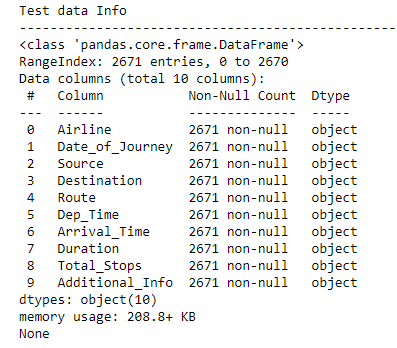 Test data Info
---------------------------------------------------
<class 'pandas.core.frame.DataFrame'>
RangeIndex: 2671 entries, 0 to 2670
Data columns (total 10 columns):
 #   Column           Non-Null Count  Dtype 
---  ------           --------------  ----- 
 0   Airline          2671 non-null   object
 1   Date_of_Journey  2671 non-null   object
 2   Source           2671 non-null   object
 3   Destination      2671 non-null   object
 4   Route            2671 non-null   object
 5   Dep_Time         2671 non-null   object
 6   Arrival_Time     2671 non-null   object
 7   Duration         2671 non-null   object
 8   Total_Stops      2671 non-null   object
 9   Additional_Info  2671 non-null   object
dtypes: object(10)
memory usage: 208.8+ KB
None